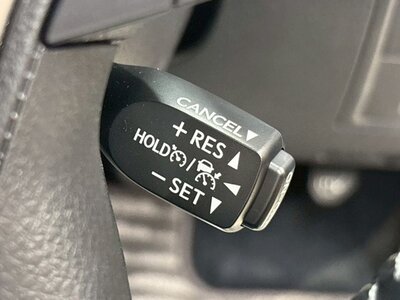 CANCEL▼
+ RES ▲
HOLD / ◀
− SET ▼